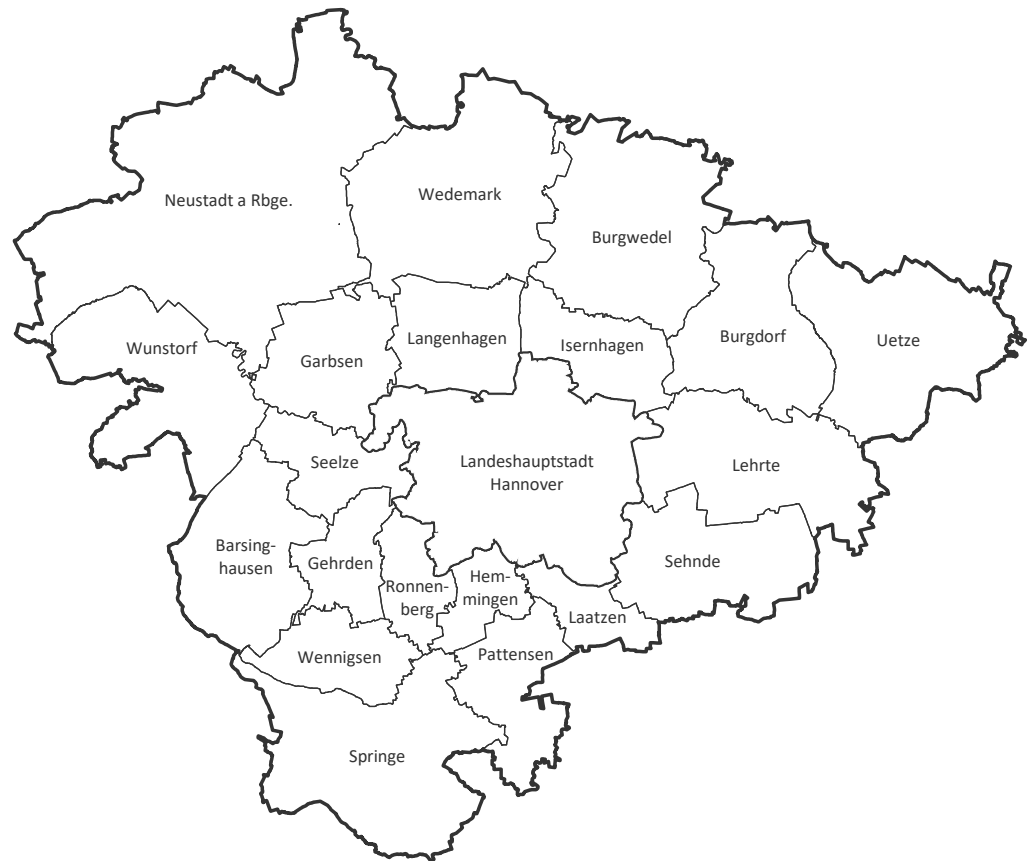 Neustadt a Rbge.
Wedemark
Burgwedel
Wunstorf
Garbsen
Langenhagen
Isernhagen
Burgdorf
Uetze
Seelze
Landeshauptstadt
Hannover
Lehrte
Barsing-
hausen
Gehrden
Ronnen-
berg
Hem-
mingen
Laatzen
Sehnde
Wennigsen
Pattensen
Springe